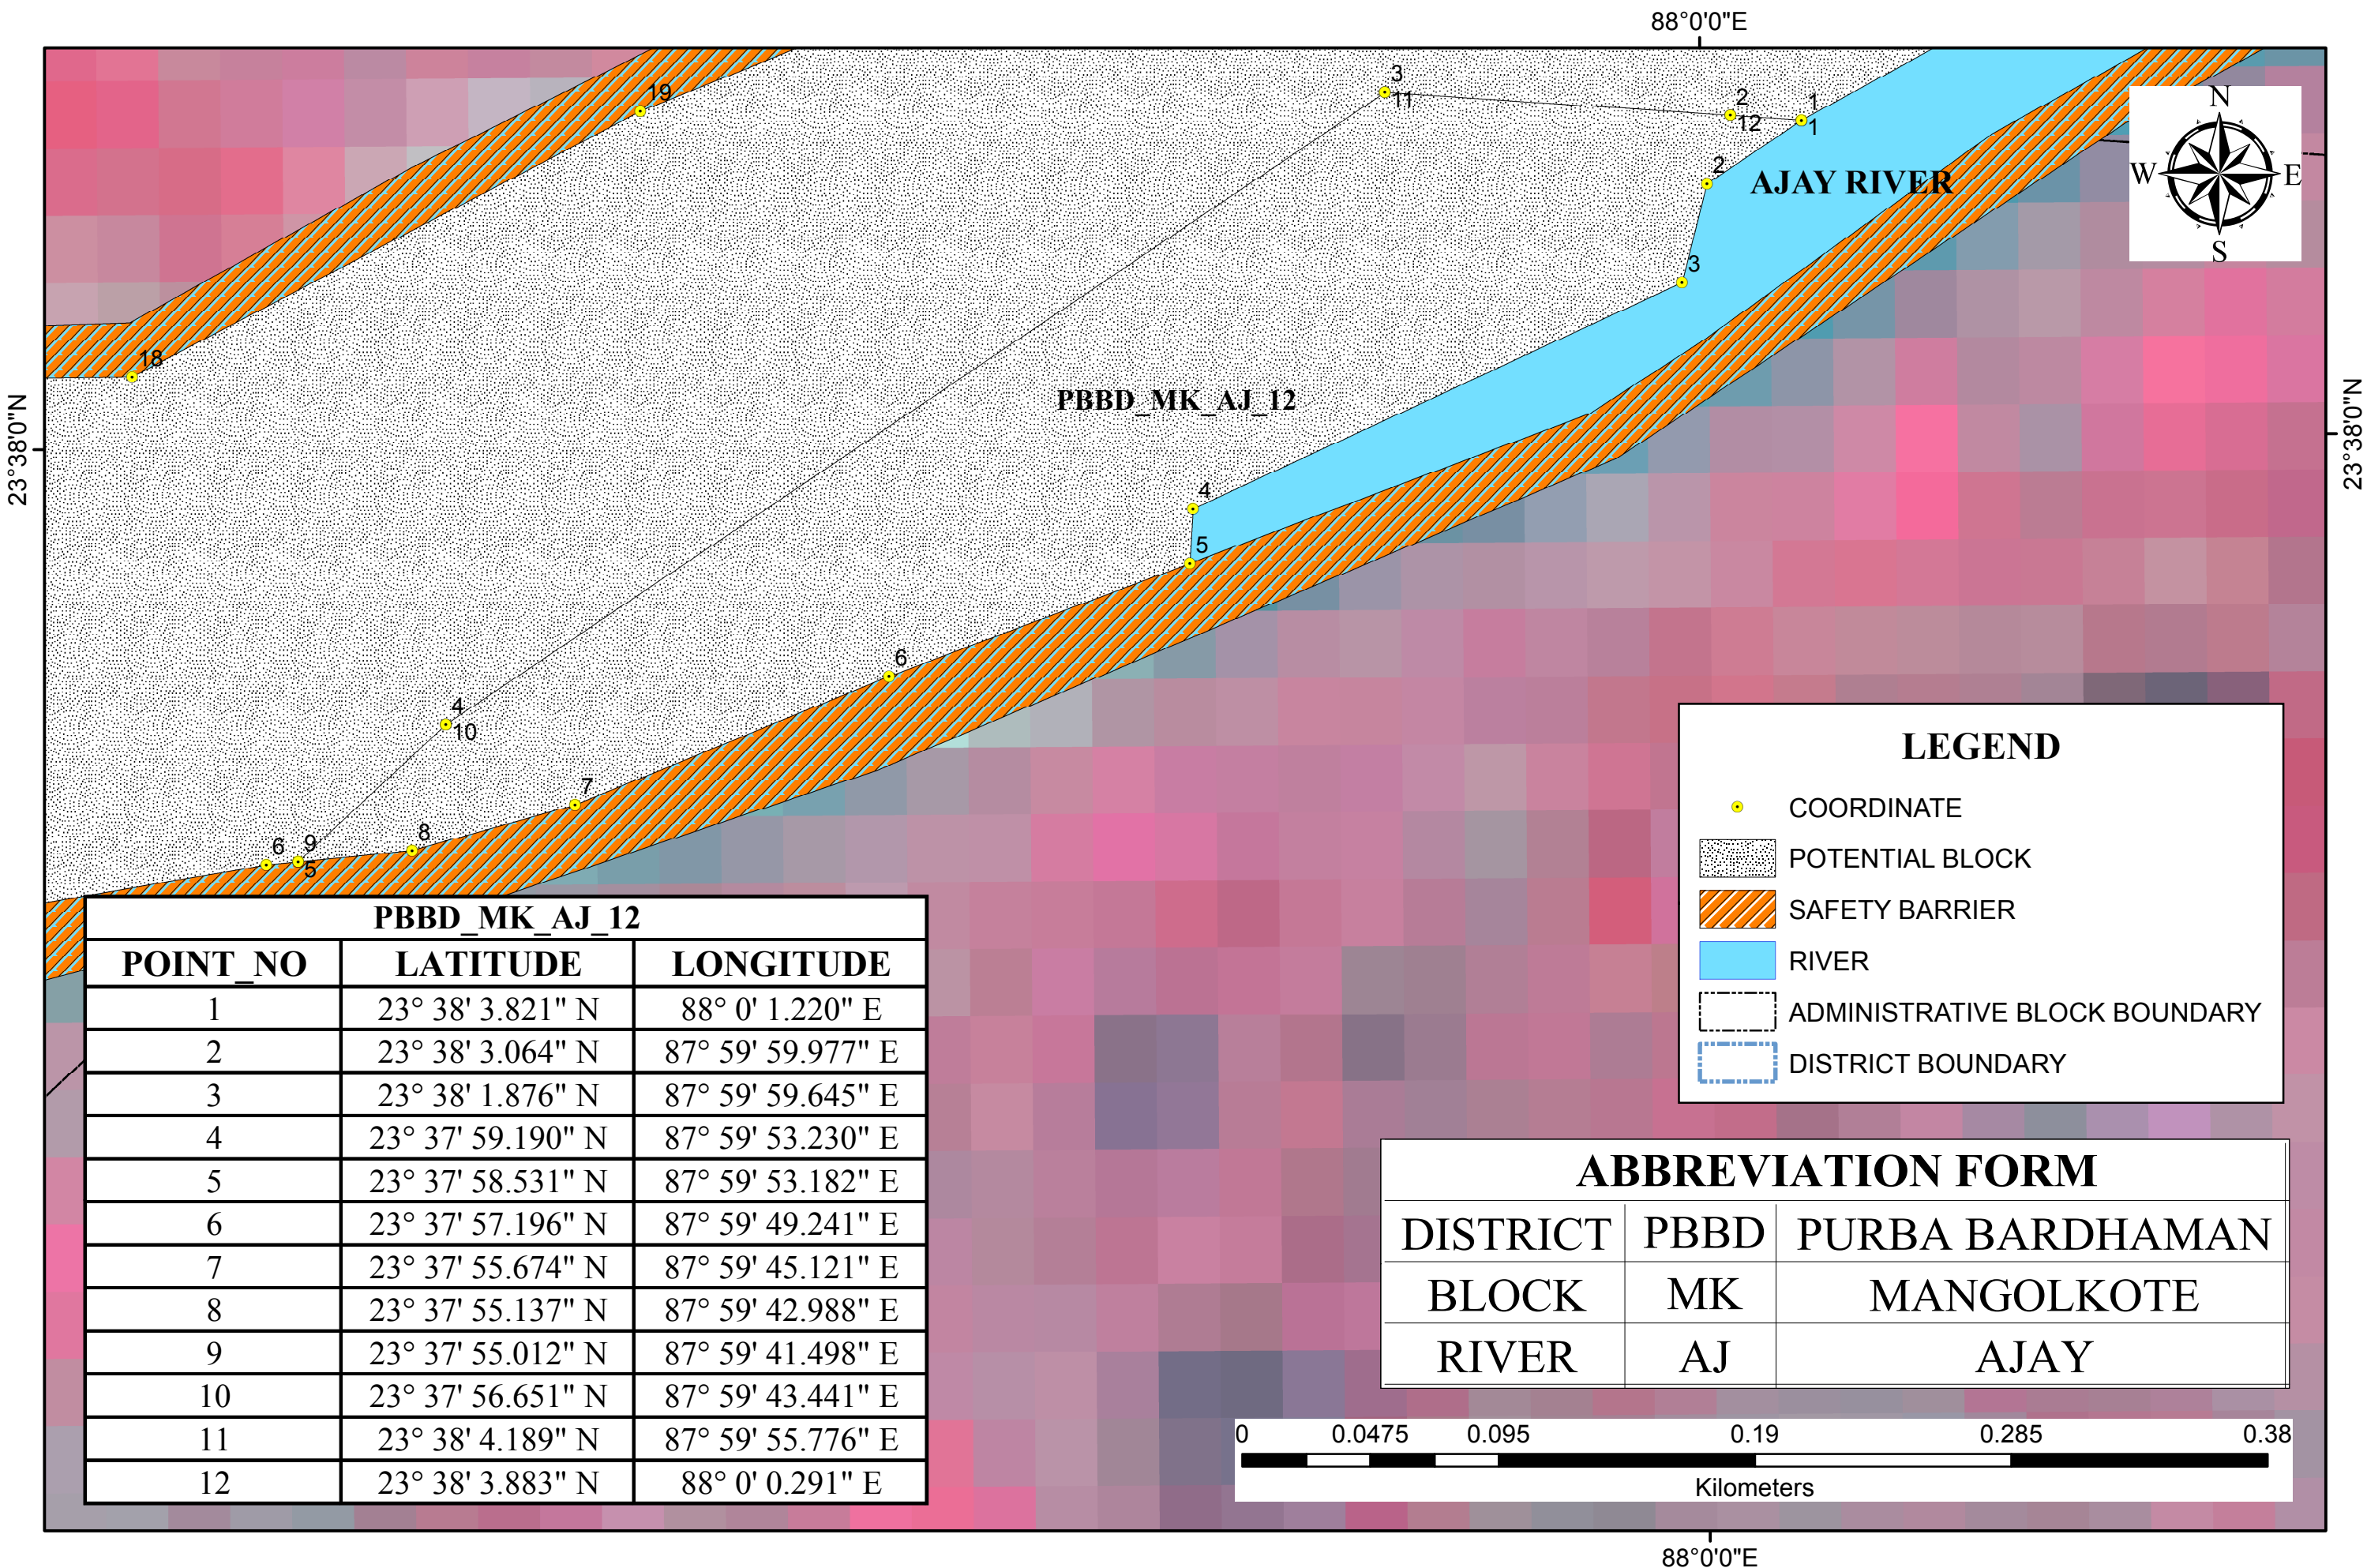 88°0'0"E
3
11
2
12
1
1
19
2
AJAY RIVER
N
W
E
S
3
18
PBBD_MK_AJ_12
23°38'0"N
23°38'0"N
4
5
6
4
10
7
8
6
9
5
PBBD_MK_AJ_12
POINT_NO LATITUDE LONGITUDE
1 23° 38' 3.821" N 88° 0' 1.220" E
2 23° 38' 3.064" N 87° 59' 59.977" E
3 23° 38' 1.876" N 87° 59' 59.645" E
4 23° 37' 59.190" N 87° 59' 53.230" E
5 23° 37' 58.531" N 87° 59' 53.182" E
6 23° 37' 57.196" N 87° 59' 49.241" E
7 23° 37' 55.674" N 87° 59' 45.121" E
8 23° 37' 55.137" N 87° 59' 42.988" E
9 23° 37' 55.012" N 87° 59' 41.498" E
10 23° 37' 56.651" N 87° 59' 43.441" E
11 23° 38' 4.189" N 87° 59' 55.776" E
12 23° 38' 3.883" N 88° 0' 0.291" E
LEGEND
COORDINATE
POTENTIAL BLOCK
SAFETY BARRIER
RIVER
ADMINISTRATIVE BLOCK BOUNDARY
DISTRICT BOUNDARY
ABBREVIATION FORM
DISTRICT PBBD PURBA BARDHAMAN
BLOCK MK MANGOLKOTE
RIVER AJ AJAY
0 0.0475 0.095 0.19 0.285 0.38
Kilometers
88°0'0"E